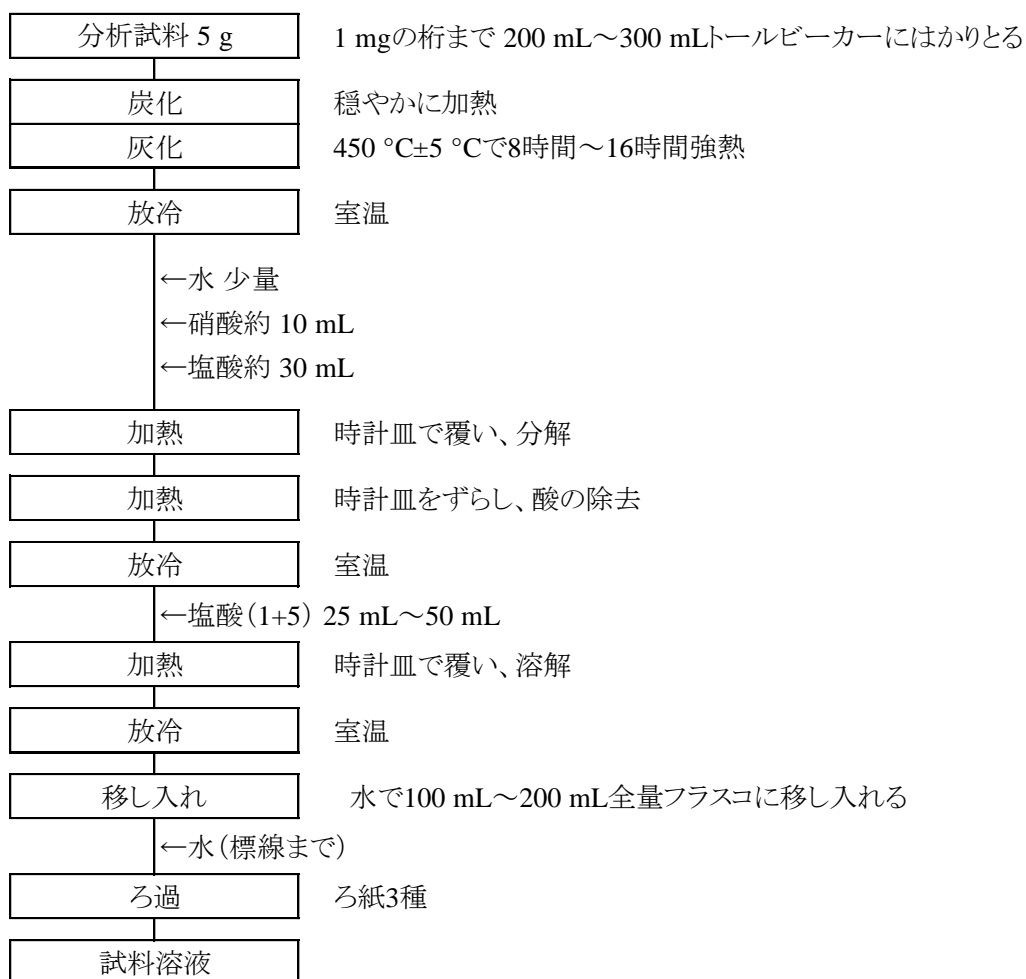 分析試料 5 g 1 mgの桁まで 200 mL～300 mLトールビーカーにはかりとる
炭化 穏やかに加熱
灰化 450 °C±5 °Cで8時間～16時間強熱
放冷 室温
←水 少量
←硝酸約 10 mL
←塩酸約 30 mL
加熱 時計皿で覆い、分解
加熱 時計皿をずらし、酸の除去
放冷 室温
←塩酸（1+5） 25 mL～50 mL
加熱 時計皿で覆い、溶解
放冷 室温
移し入れ 水で100 mL～200 mL全量フラスコに移し入れる
←水（標線まで）
ろ過 ろ紙3種
試料溶液